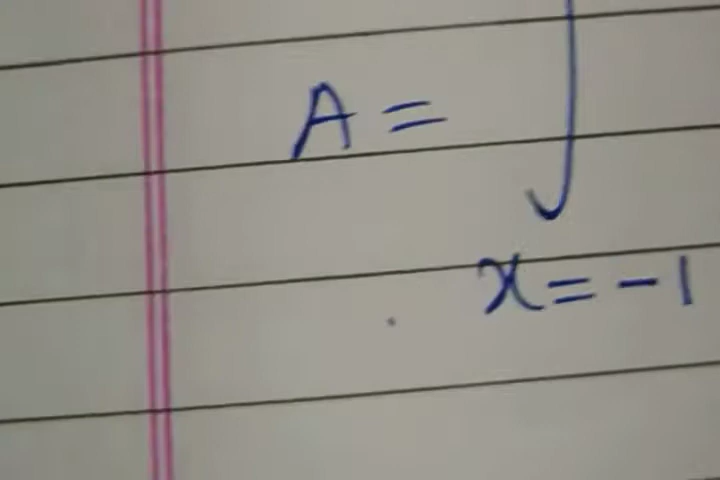 A = ∫
x = -1